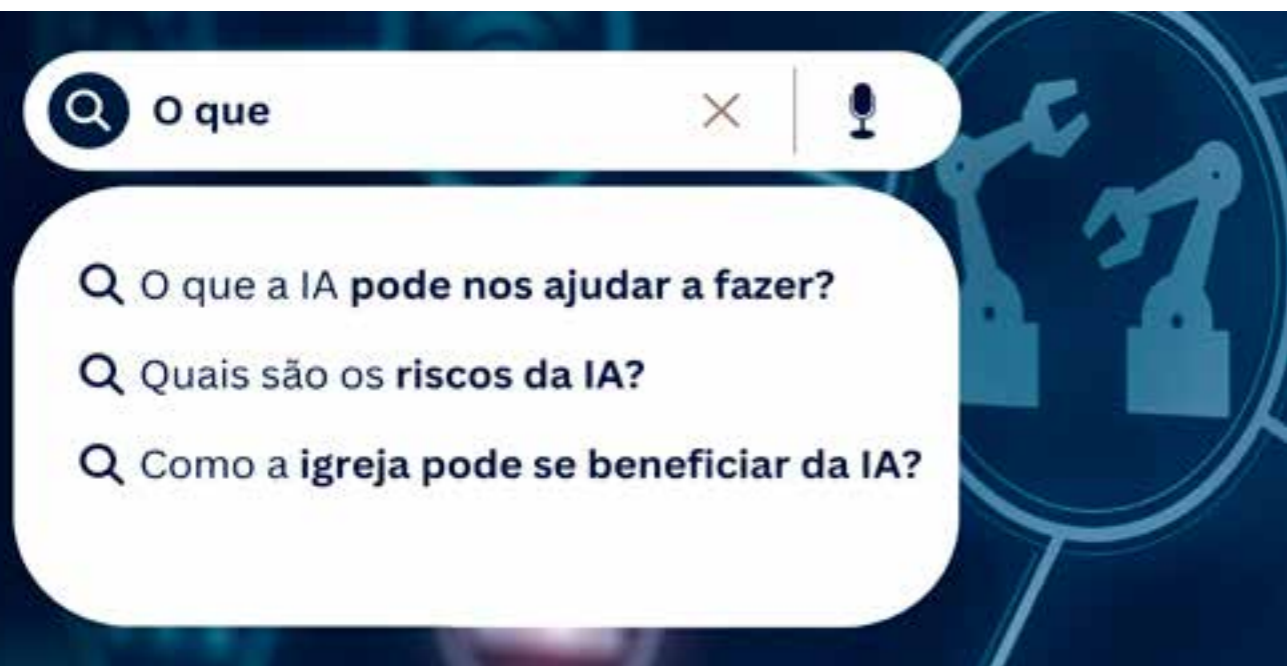 O que
O que a IA pode nos ajudar a fazer?
Quais são os riscos da IA?
Como a igreja pode se beneficiar da IA?